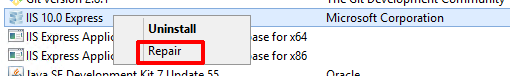 IIS 10.0 Express Microsoft Corporation
Uninstall
IIS Express Applic ase for x64
Repair
IIS Express Applic ase for x86
Java SE Development Kit 7 Update 55 Oracle